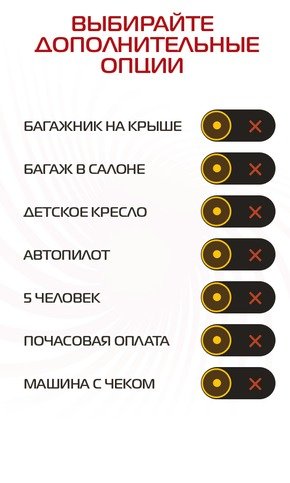 ВЫБИРАЙТЕ
ДОПОЛНИТЕЛЬНЫЕ
ОПЦИИ
БАГАЖНИК НА КРЫШЕ
БАГАЖ В САЛОНЕ
ДЕТСКОЕ КРЕСЛО
АВТОПИЛОТ
5 ЧЕЛОВЕК
ПОЧАСОВАЯ ОПЛАТА
МАШИНА С ЧЕКОМ